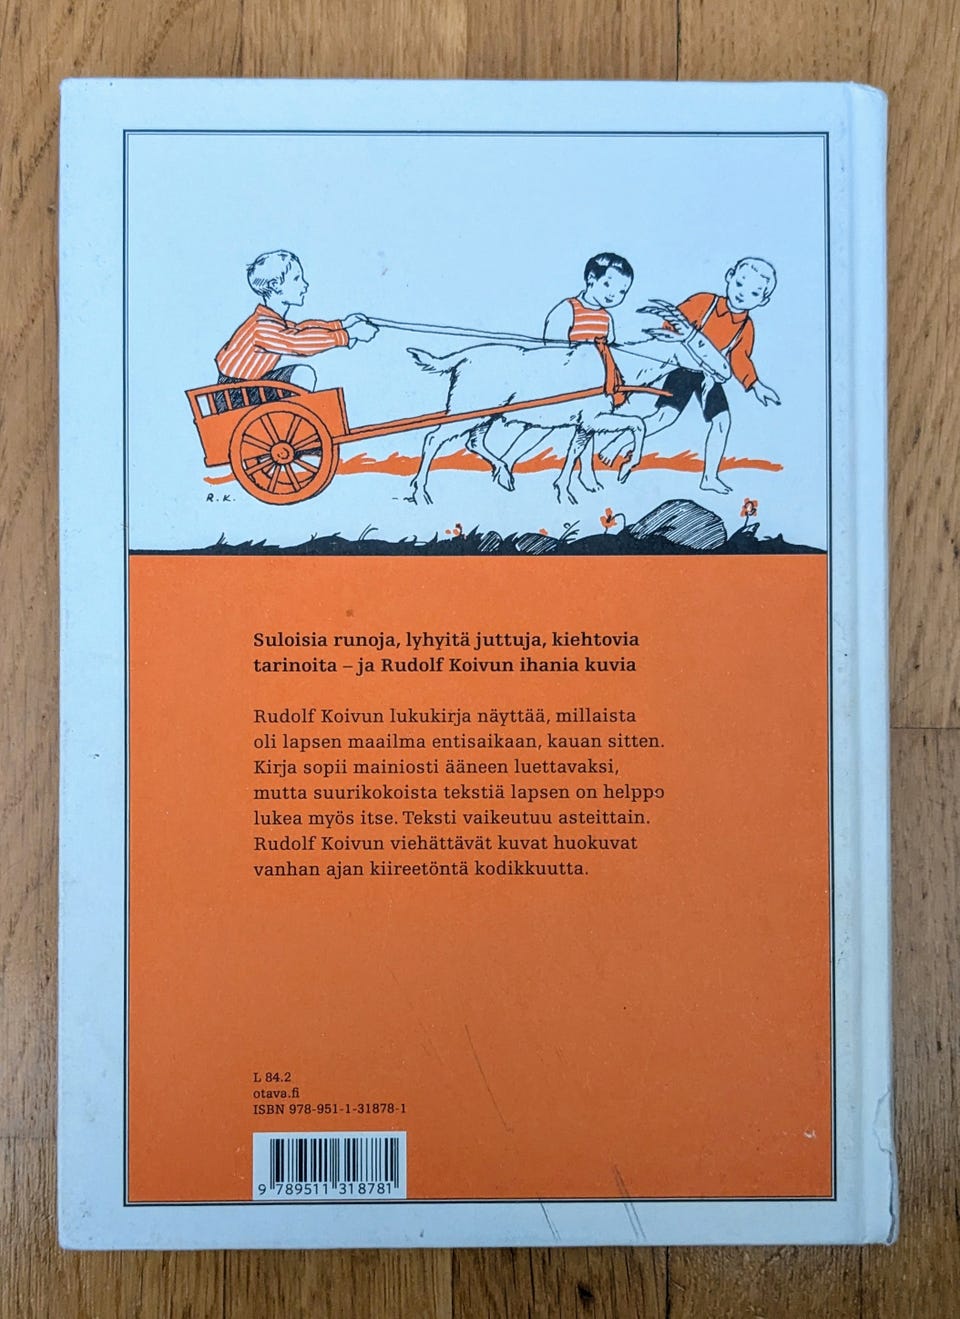 R. K.
Suloisia runoja, lyhyitä juttuja, kiehtovia
tarinoita – ja Rudolf Koivun ihania kuvia
Rudolf Koivun lukukirja näyttää, millaista
oli lapsen maailma entisaikaan, kauan sitten.
Kirja sopii mainiosti ääneen luettavaksi,
mutta suurikokoista tekstiä lapsen on helppo
lukea myös itse. Teksti vaikeutuu asteittain.
Rudolf Koivun viehättävät kuvat huokuvat
vanhan ajan kiireetöntä kodikkuutta.
L 84.2
otava.fi
ISBN 978-951-1-31878-1
9 789511 318781